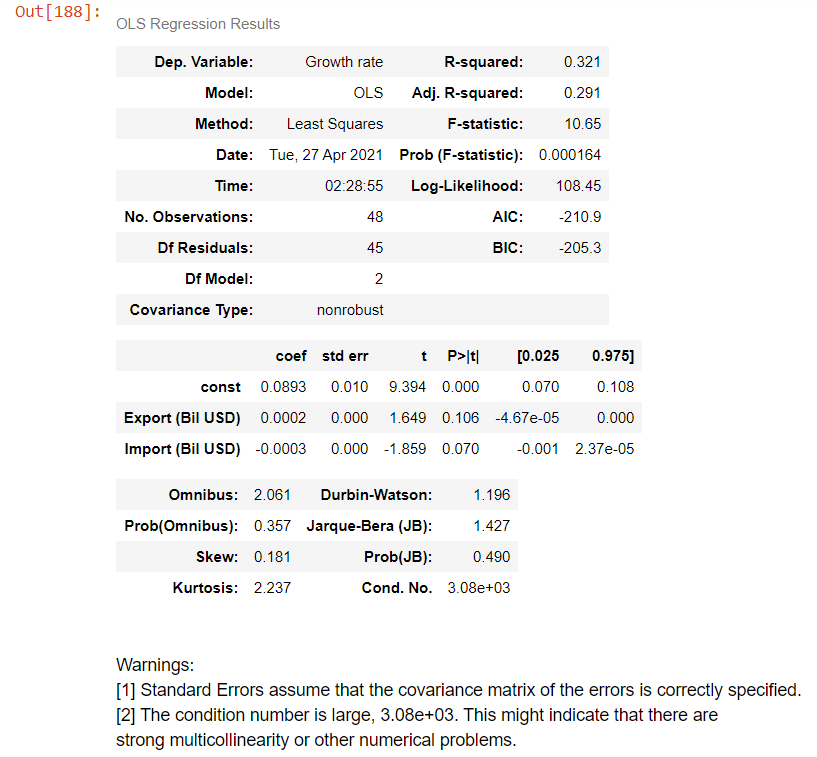 Out[188]:
OLS Regression Results
Dep. Variable: Growth rate R-squared: 0.321
Model: OLS Adj. R-squared: 0.291
Method: Least Squares F-statistic: 10.65
Date: Tue, 27 Apr 2021 Prob (F-statistic): 0.000164
Time: 02:28:55 Log-Likelihood: 108.45
No. Observations: 48 AIC: -210.9
Df Residuals: 45 BIC: -205.3
Df Model: 2
Covariance Type: nonrobust
coef std err t P>|t| [0.025 0.975]
const 0.0893 0.010 9.394 0.000 0.070 0.108
Export (Bil USD) 0.0002 0.000 1.649 0.106 -4.67e-05 0.000
Import (Bil USD) -0.0003 0.000 -1.859 0.070 -0.001 2.37e-05
Omnibus: 2.061 Durbin-Watson: 1.196
Prob(Omnibus): 0.357 Jarque-Bera (JB): 1.427
Skew: 0.181 Prob(JB): 0.490
Kurtosis: 2.237 Cond. No. 3.08e+03
Warnings:
[1] Standard Errors assume that the covariance matrix of the errors is correctly specified.
[2] The condition number is large, 3.08e+03. This might indicate that there are
strong multicollinearity or other numerical problems.